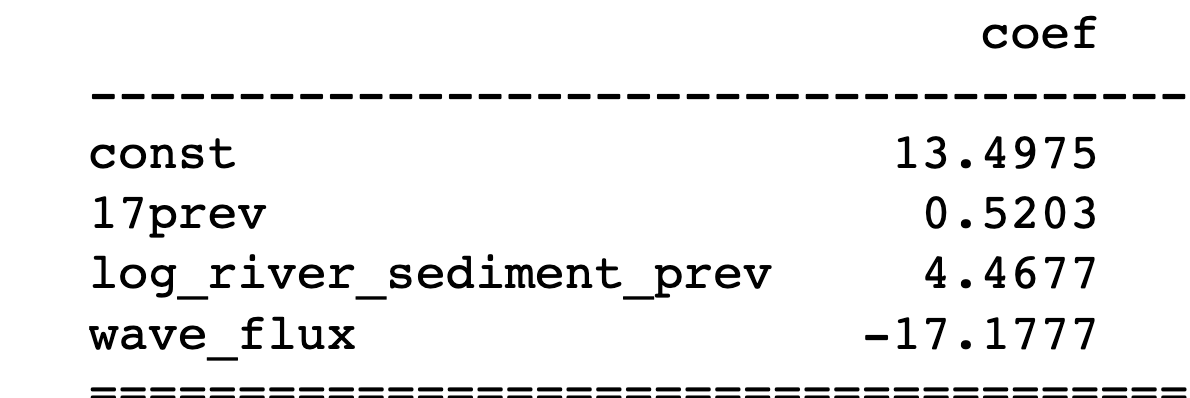 coef
-------------------------------------
const 13.4975
17prev 0.5203
log_river_sediment_prev 4.4677
wave_flux -17.1777
=====================================